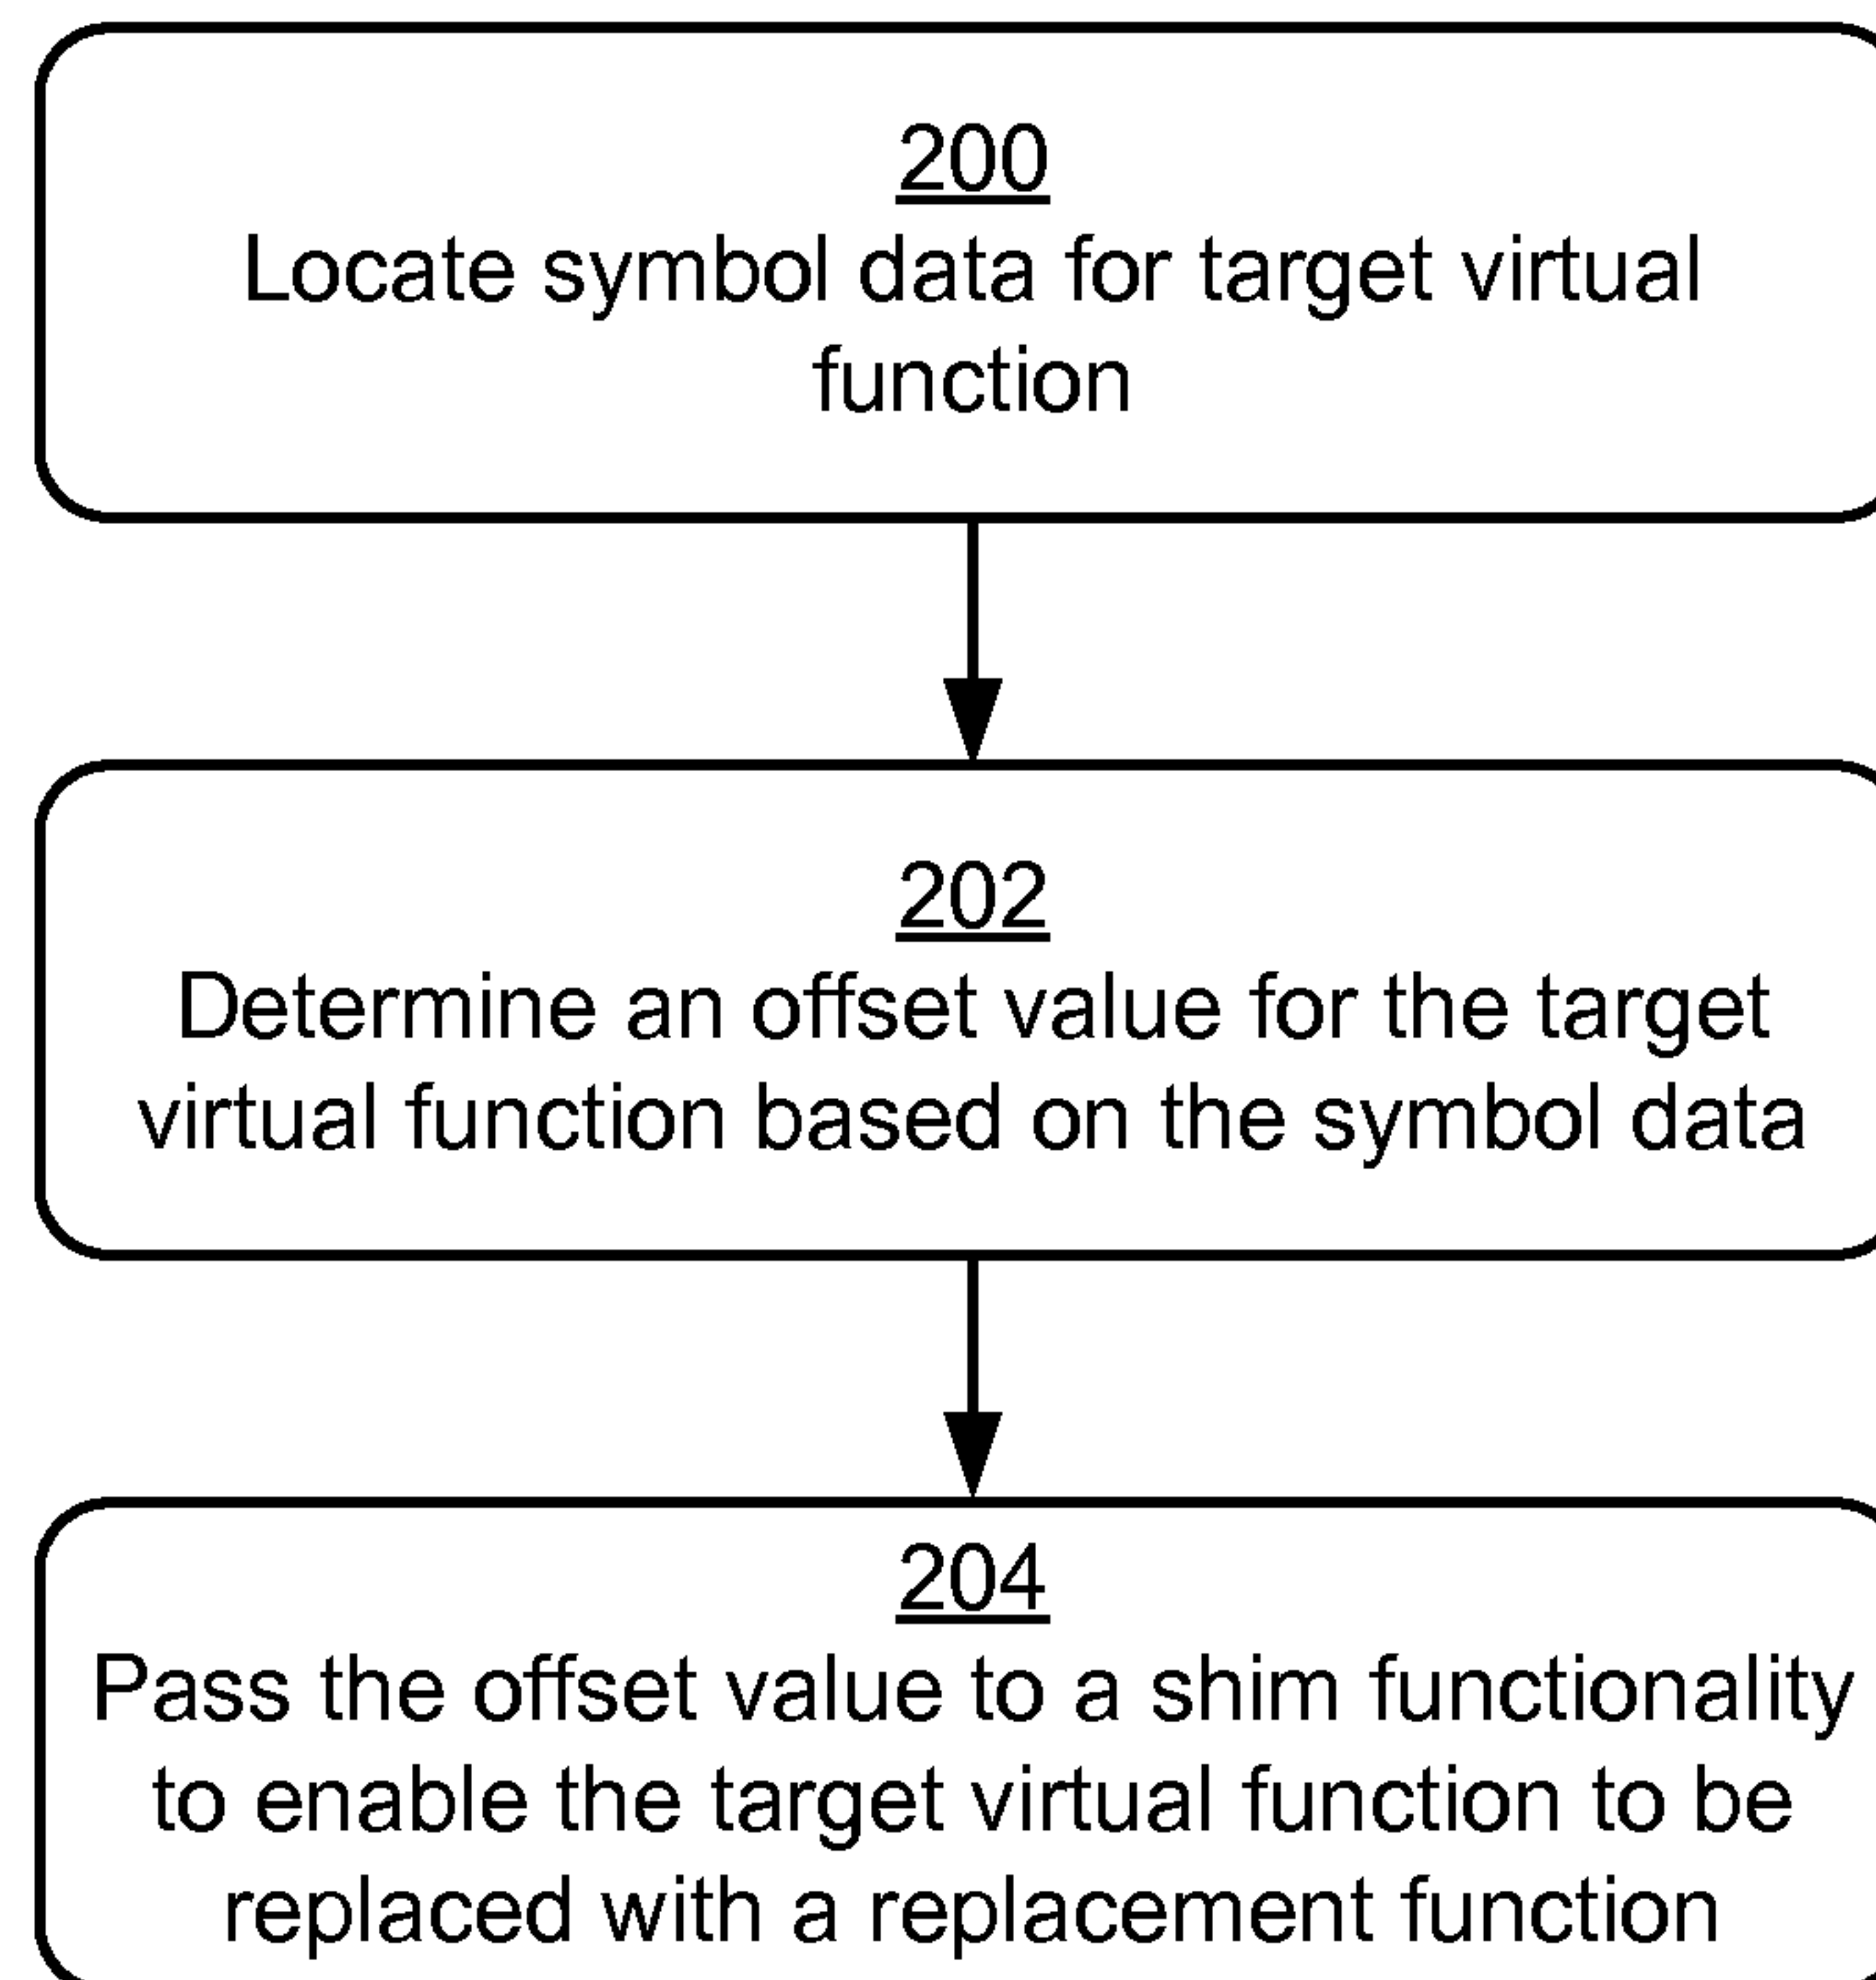 200
Locate symbol data for target virtual
function
202
Determine an offset value for the target
virtual function based on the symbol data
204
Pass the offset value to a shim functionality
to enable the target virtual function to be
replaced with a replacement function